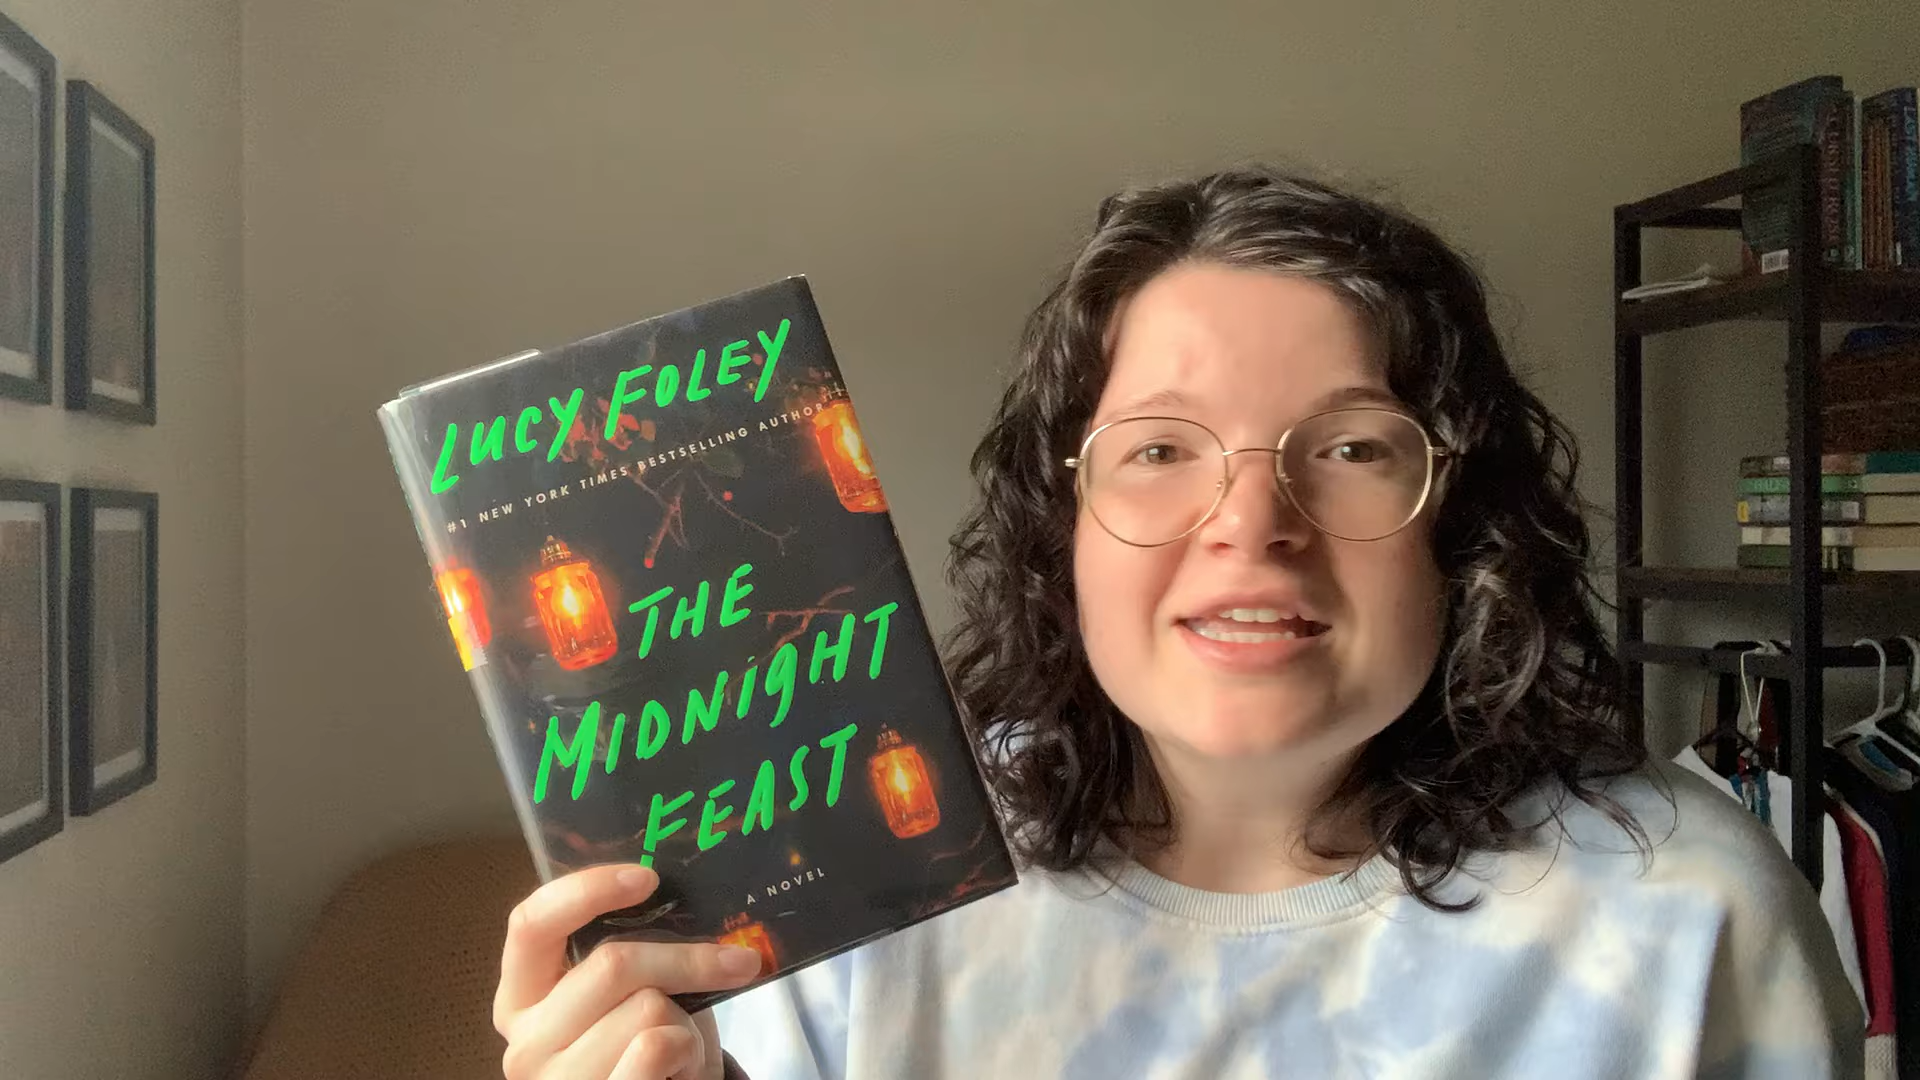 LUCY FOLEY
#1 NEW YORK TIMES BESTSELLING AUTHOR
THE
MIDNIGHT
FEAST
A NOVEL